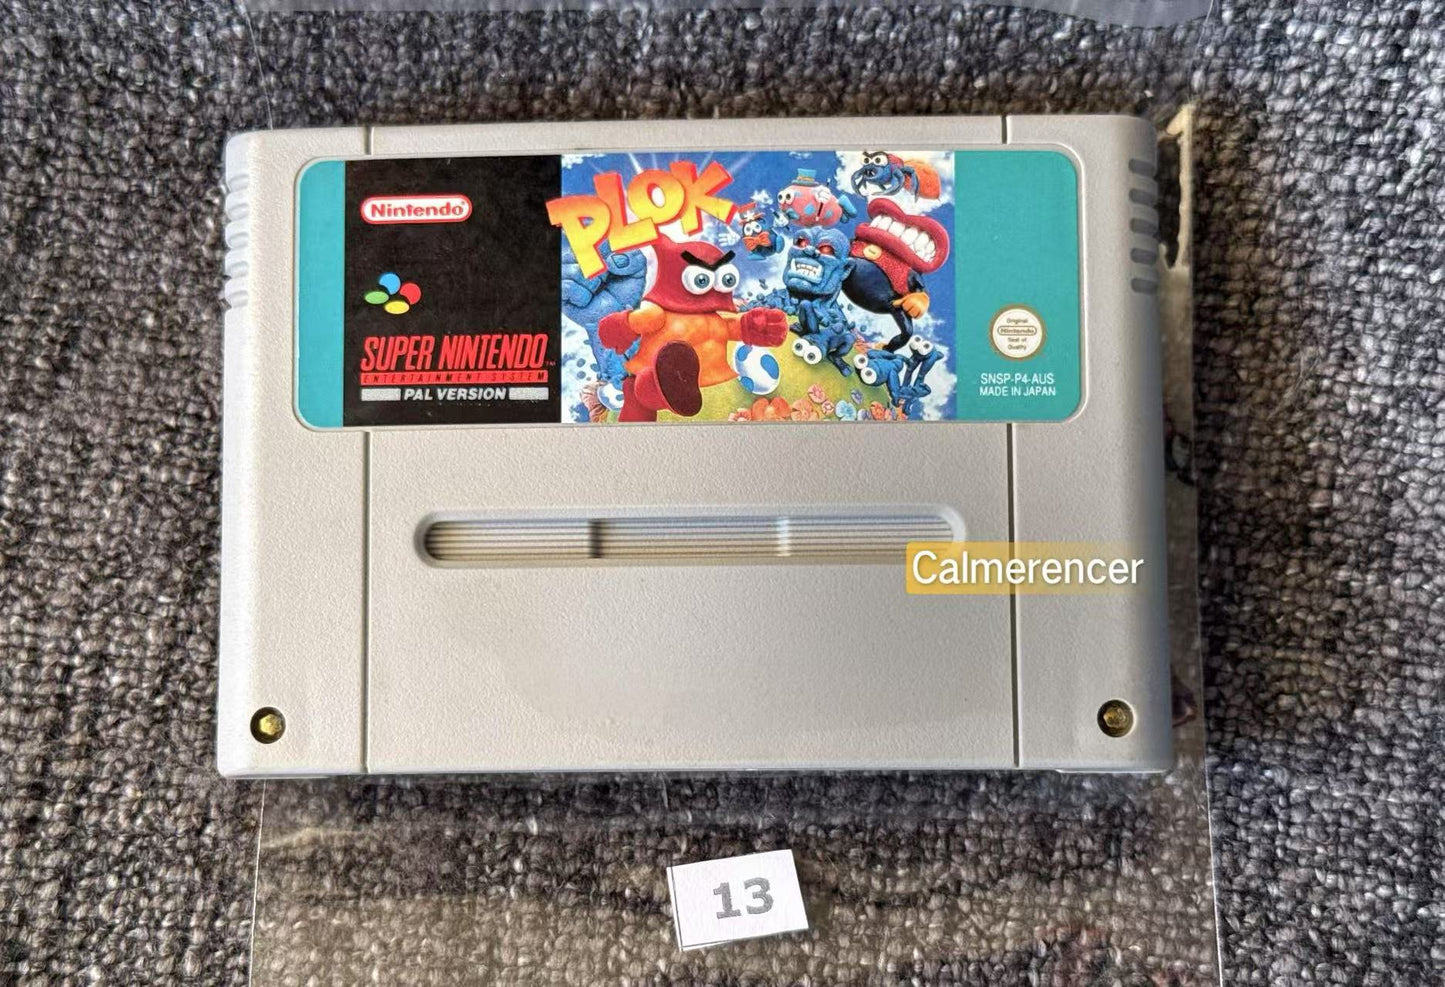 Nintendo®
PLOK
SUPER NINTENDO™
ENTERTAINMENT SYSTEM
PAL VERSION
Original
Nintendo
Seal of
Quality
SNSP-P4-AUS
MADE IN JAPAN
Calmerencer
13